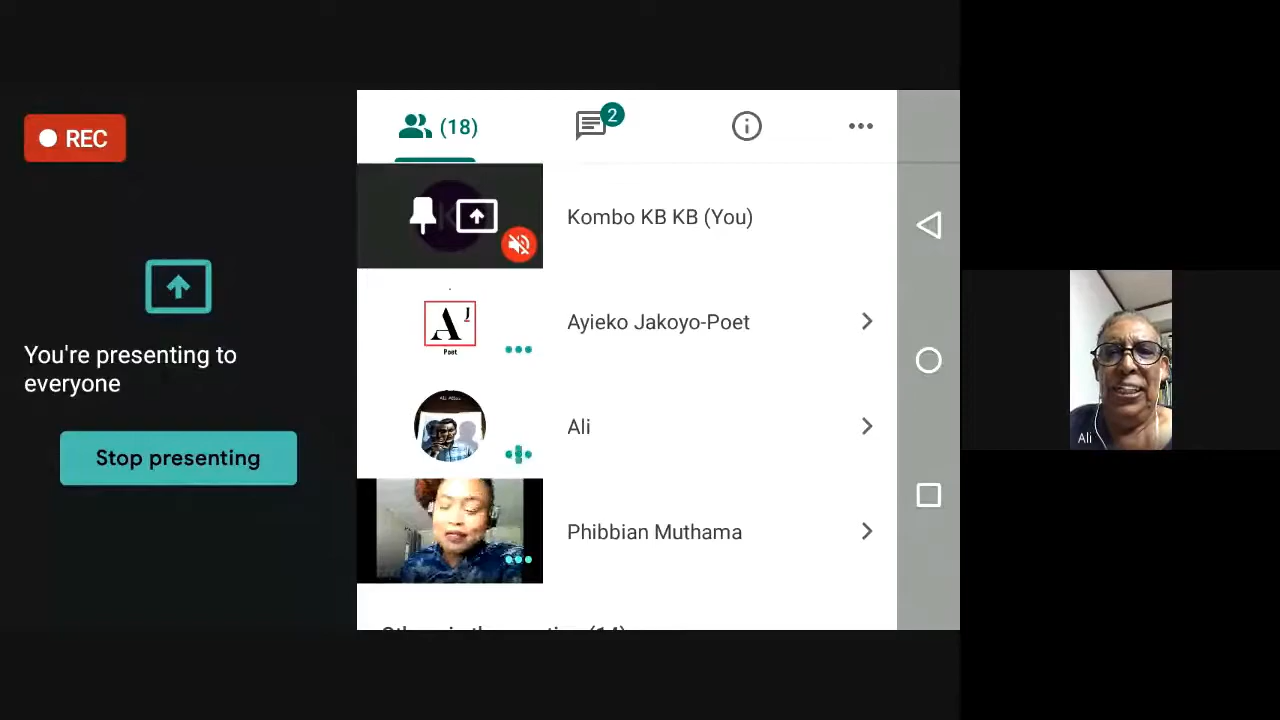 REC
You're presenting to
everyone
Stop presenting
(18)
2
Kombo KB KB (You)
A J
Poet
Ayieko Jakoyo-Poet
Ali
Phibbian Muthama
Ali